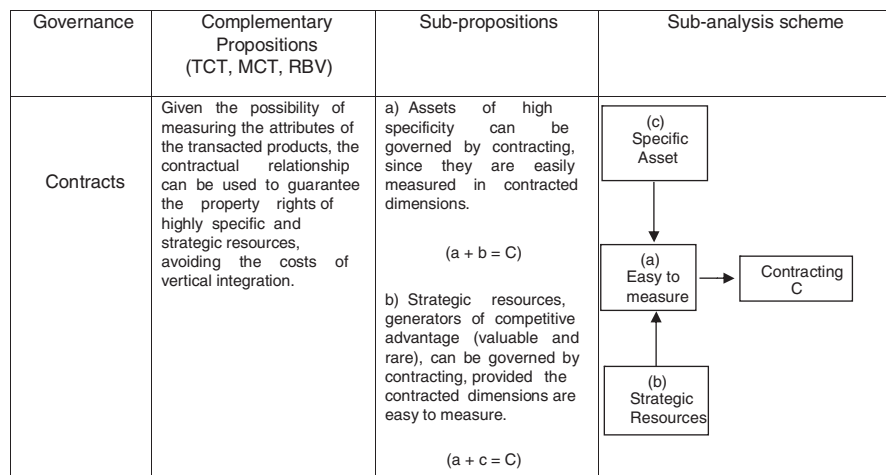 Governance
Complementary
Propositions
(TCT, MCT, RBV)
Sub-propositions
Sub-analysis scheme
Contracts
Given the possibility of
measuring the attributes of
the transacted products, the
contractual relationship
can be used to guarantee
the property rights of
highly specific and
strategic resources,
avoiding the costs of
vertical integration.
a) Assets of high
specificity can be
governed by contracting,
since they are easily
measured in contracted
dimensions.
(a + b = C)
b) Strategic resources,
generators of competitive
advantage (valuable and
rare), can be governed by
contracting, provided the
contracted dimensions are
easy to measure.
(a + c = C)
(c)
Specific
Asset
(a)
Easy to
measure
Contracting
C
(b)
Strategic
Resources